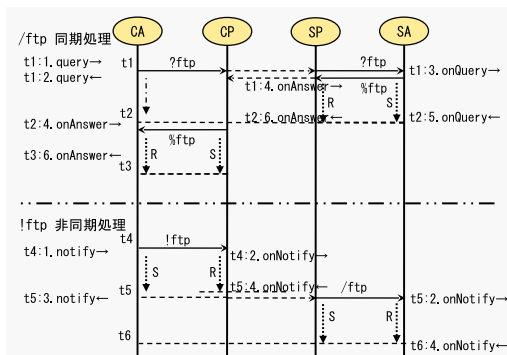 CA CP SP SA
/ftp 同期処理
t1:1. query→ t1 ?ftp ?ftp t1:3. onQuery→
t1:2. query← t1:4. onAnswer→ %ftp
R S
t2 t2:6. onAnswer← t2:5. onQuery←
t2:4. onAnswer→ %ftp
R S
t3:6. onAnswer← t3
!ftp 非同期処理
t4
t4:1. notify→ !ftp t4:2. onNotify→
S R
t5:3. notify← t5 t5:4. onNotify← /ftp t5:2. onNotify→
S R
t6 t6:4. onNotify←